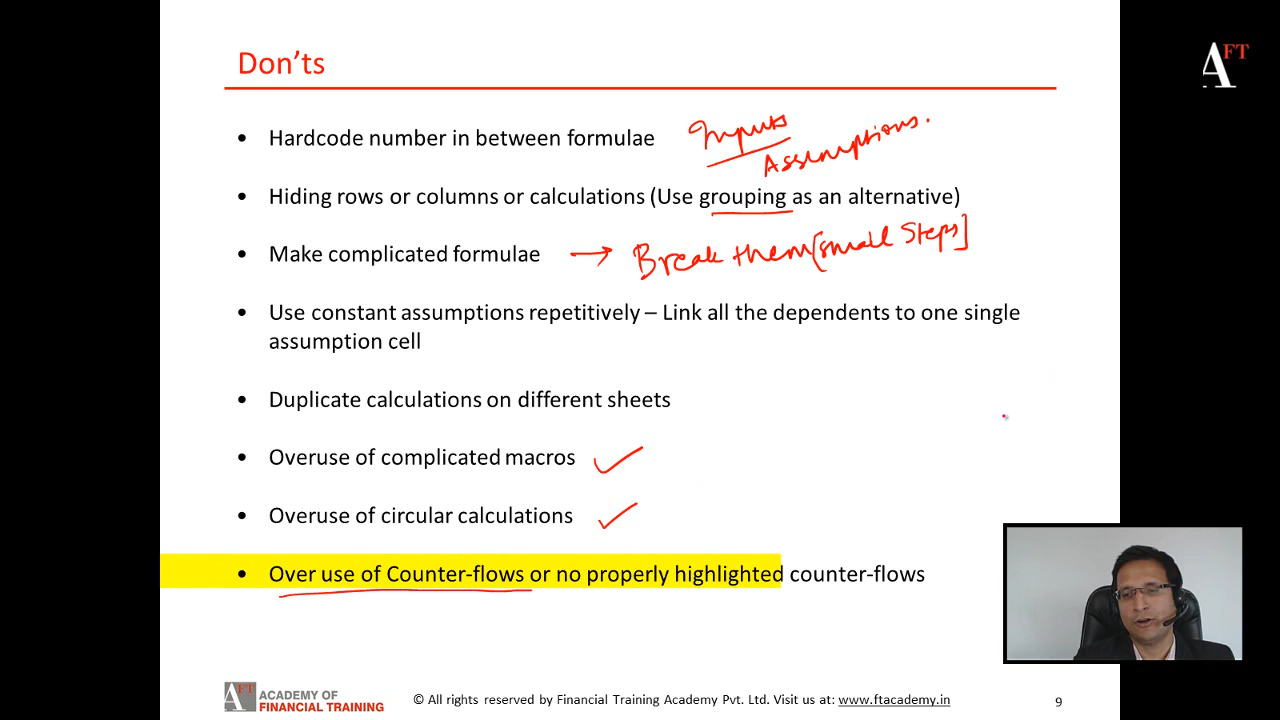 AFT
Don'ts
• Hardcode number in between formulae Inputs
Assumptions.
• Hiding rows or columns or calculations (Use grouping as an alternative)
• Make complicated formulae → Break them [small Steps]
• Use constant assumptions repetitively – Link all the dependents to one single
assumption cell
• Duplicate calculations on different sheets
• Overuse of complicated macros ✓
• Overuse of circular calculations ✓
• Over use of Counter-flows or no properly highlighted counter-flows
AFT ACADEMY OF
FINANCIAL TRAINING
© All rights reserved by Financial Training Academy Pvt. Ltd. Visit us at: www.ftacademy.in
9